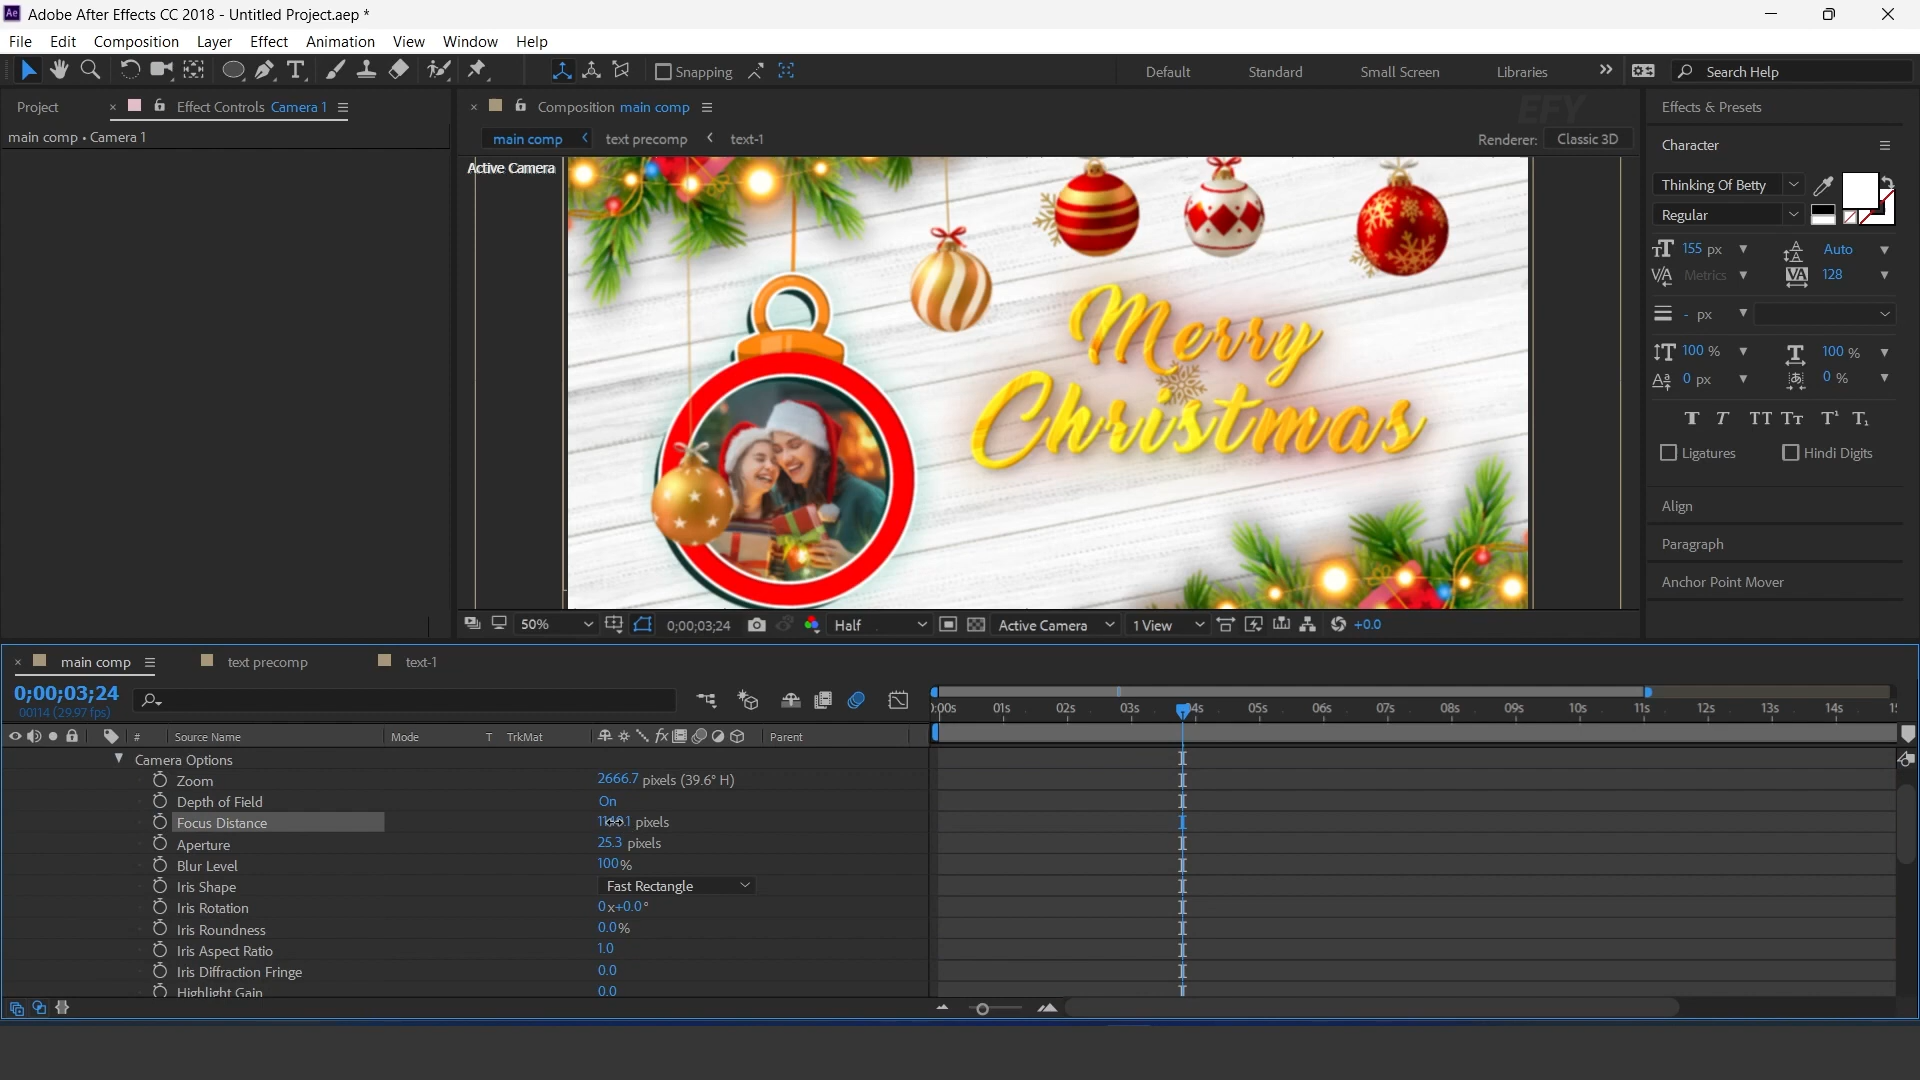 Ae Adobe After Effects CC 2018 - Untitled Project.aep *
File Edit Composition Layer Effect Animation View Window Help
T Snapping Default Standard Small Screen Libraries » Search Help
Project × Effect Controls Camera 1 × Composition main comp EFY Effects & Presets
main comp • Camera 1
main comp < text precomp < text-1 Renderer: Classic 3D
Character
Active Camera
Merry
Christmas
Thinking Of Betty
Regular
155 px Auto
Metrics 128
- px
100 % 100 %
0 px 0 %
T T TT Tt T¹ T₁
Ligatures Hindi Digits
Align
Paragraph
Anchor Point Mover
50% 0;00;03;24 Half Active Camera 1 View +0.0
× main comp text precomp text-1
0;00;03;24
00114 (29.97 fps)
):00s 01s 02s 03s 04s 05s 06s 07s 08s 09s 10s 11s 12s 13s 14s
# Source Name Mode T TrkMat fx Parent
Camera Options
Zoom 2666.7 pixels (39.6° H)
Depth of Field On
Focus Distance pixels
Aperture 25.3 pixels
Blur Level 100%
Iris Shape Fast Rectangle
Iris Rotation 0x+0.0°
Iris Roundness 0.0%
Iris Aspect Ratio 1.0
Iris Diffraction Fringe 0.0
Highlight Gain 0.0